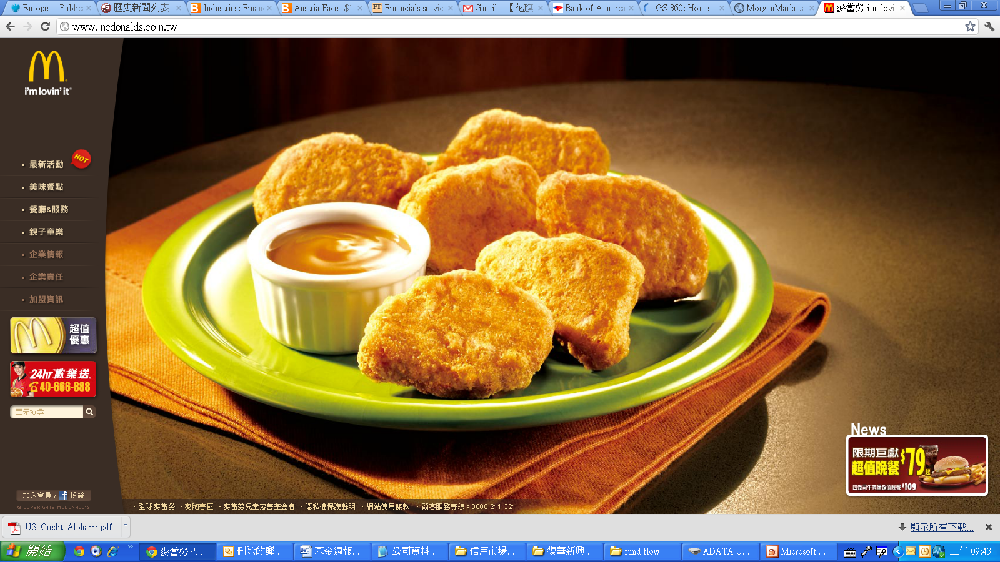 Europe -- Public
歷史新聞列表_
Industries: Finan
Austria Faces $1.
FT
Financials servic
Gmail - 【花旗
Bank of America
GS 360: Home
MorganMarkets
麥當勞 i'm lovin
www.mcdonalds.com.tw
i'm lovin' it
最新活動
HOT
美味餐點
餐廳&服務
親子童樂
企業情報
企業責任
加盟資訊
超值
優惠
24hr歡樂送.
40-666-888
單元搜尋
News
限期巨獻
超值晚餐 $79起
四盎司牛肉堡超值晚餐 $109
加入會員 / f 粉絲
© COPYRIGHTS MCDONALD'S
・全球麥當勞 ・麥胞專區 ・麥當勞兒童慈善基金會 ・隱私權保護聲明 ・網站使用條款 ・顧客服務專線：0800 211 321
US_Credit_Alpha….pdf
顯示所有下載...
開始
麥當勞 i'...
刪除的郵...
基金週報...
公司資料...
信用市場...
復華新興...
fund flow
ADATA U...
Microsoft ...
上午 09:43